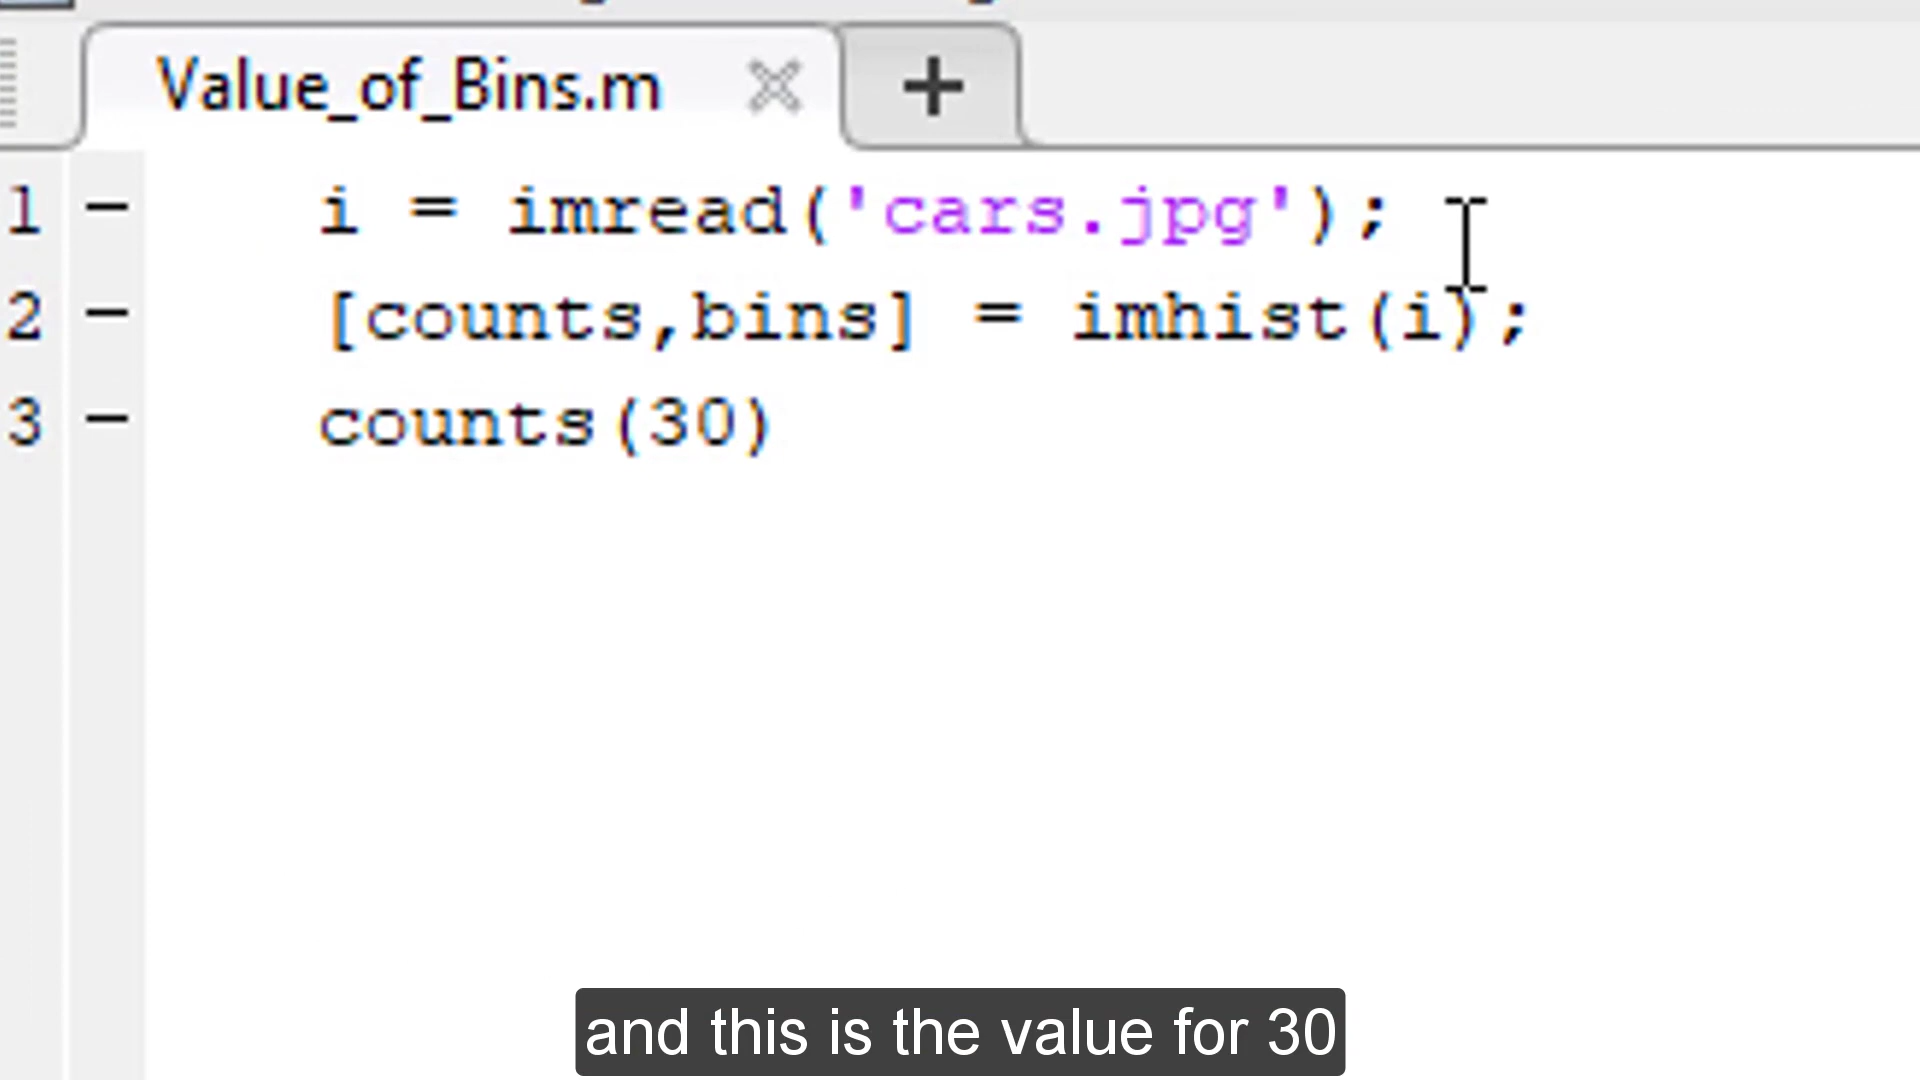 Value_of_Bins.m
1 i = imread('cars.jpg');
2 [counts,bins] = imhist(i);
3 counts(30)
and this is the value for 30